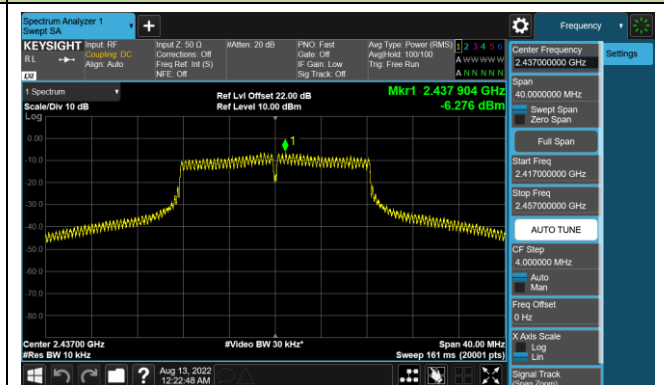 Spectrum Analyzer 1
Swept SA
+
Frequency
KEYSIGHT
RL
LXI
Input: RF
Coupling: DC
Align: Auto
Input Z: 50 Ω
Corrections: Off
Freq Ref: Int (S)
NFE: Off
#Atten: 20 dB
PNO: Fast
Gate: Off
IF Gain: Low
Sig Track: Off
Avg Type: Power (RMS)
Avg|Hold: 100/100
Trig: Free Run
1 2 3 4 5 6
A W W W W W
A N N N N N
1 Spectrum
Scale/Div 10 dB
Log
Ref Lvl Offset 22.00 dB
Ref Level 10.00 dBm
Mkr1 2.437 904 GHz
-6.276 dBm
1
0.00
-10.0
-20.0
-30.0
-40.0
-50.0
-60.0
-70.0
-80.0
Center 2.43700 GHz
#Res BW 10 kHz
#Video BW 30 kHz*
Span 40.00 MHz
Sweep 161 ms (20001 pts)
?
Aug 13, 2022
12:22:48 AM
Center Frequency
2.437000000 GHz
Settings
Span
40.0000000 MHz
Swept Span
Zero Span
Full Span
Start Freq
2.417000000 GHz
Stop Freq
2.457000000 GHz
AUTO TUNE
CF Step
4.000000 MHz
Auto
Man
Freq Offset
0 Hz
X Axis Scale
Log
Lin
Signal Track
(Span Zoom)